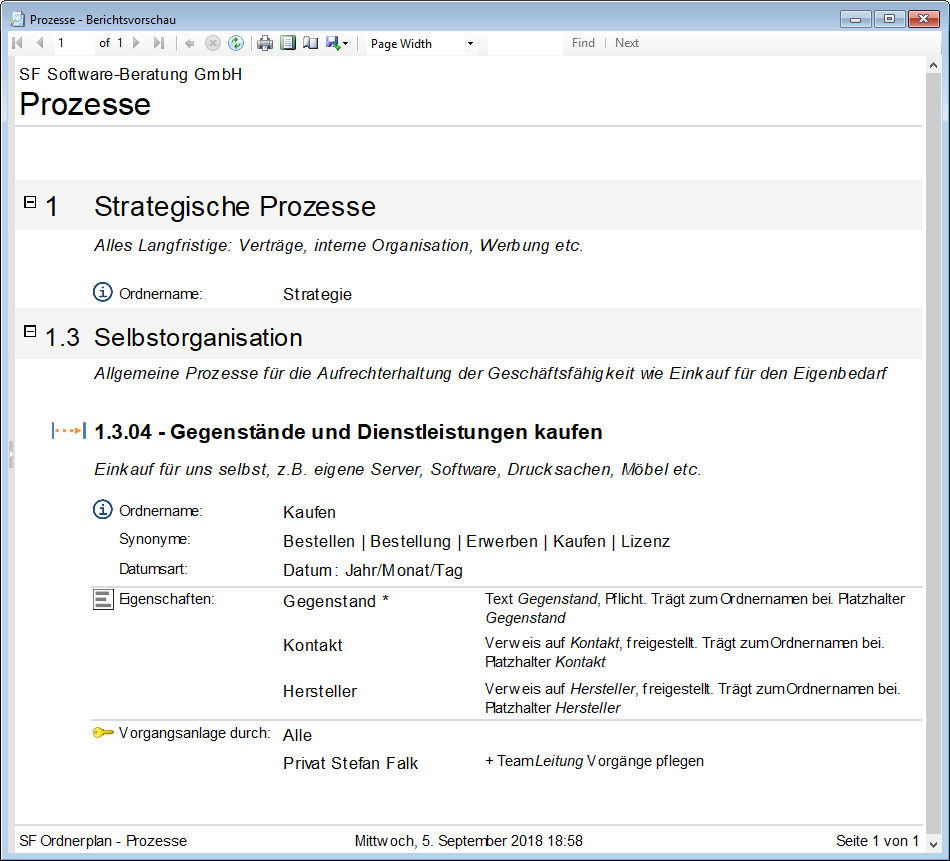 Prozesse - Berichtsvorschau
1 of 1 Page Width Find | Next
SF Software-Beratung GmbH
Prozesse
1 Strategische Prozesse
Alles Langfristige: Verträge, interne Organisation, Werbung etc.
Ordnername: Strategie
1.3 Selbstorganisation
Allgemeine Prozesse für die Aufrechterhaltung der Geschäftsfähigkeit wie Einkauf für den Eigenbedarf
1.3.04 - Gegenstände und Dienstleistungen kaufen
Einkauf für uns selbst, z.B. eigene Server, Software, Drucksachen, Möbel etc.
Ordnername: Kaufen
Synonyme: Bestellen | Bestellung | Erwerben | Kaufen | Lizenz
Datumsart: Datum: Jahr/Monat/Tag
Eigenschaften: Gegenstand * Text Gegenstand, Pflicht. Trägt zum Ordnernamen bei. Platzhalter
Gegenstand
Kontakt Verweis auf Kontakt, freigestellt. Trägt zum Ordnernamen bei.
Platzhalter Kontakt
Hersteller Verweis auf Hersteller, freigestellt. Trägt zum Ordnernamen bei.
Platzhalter Hersteller
Vorgangsanlage durch: Alle
Privat Stefan Falk + Team Leitung Vorgänge pflegen
SF Ordnerplan - Prozesse Mittwoch, 5. September 2018 18:58 Seite 1 von 1